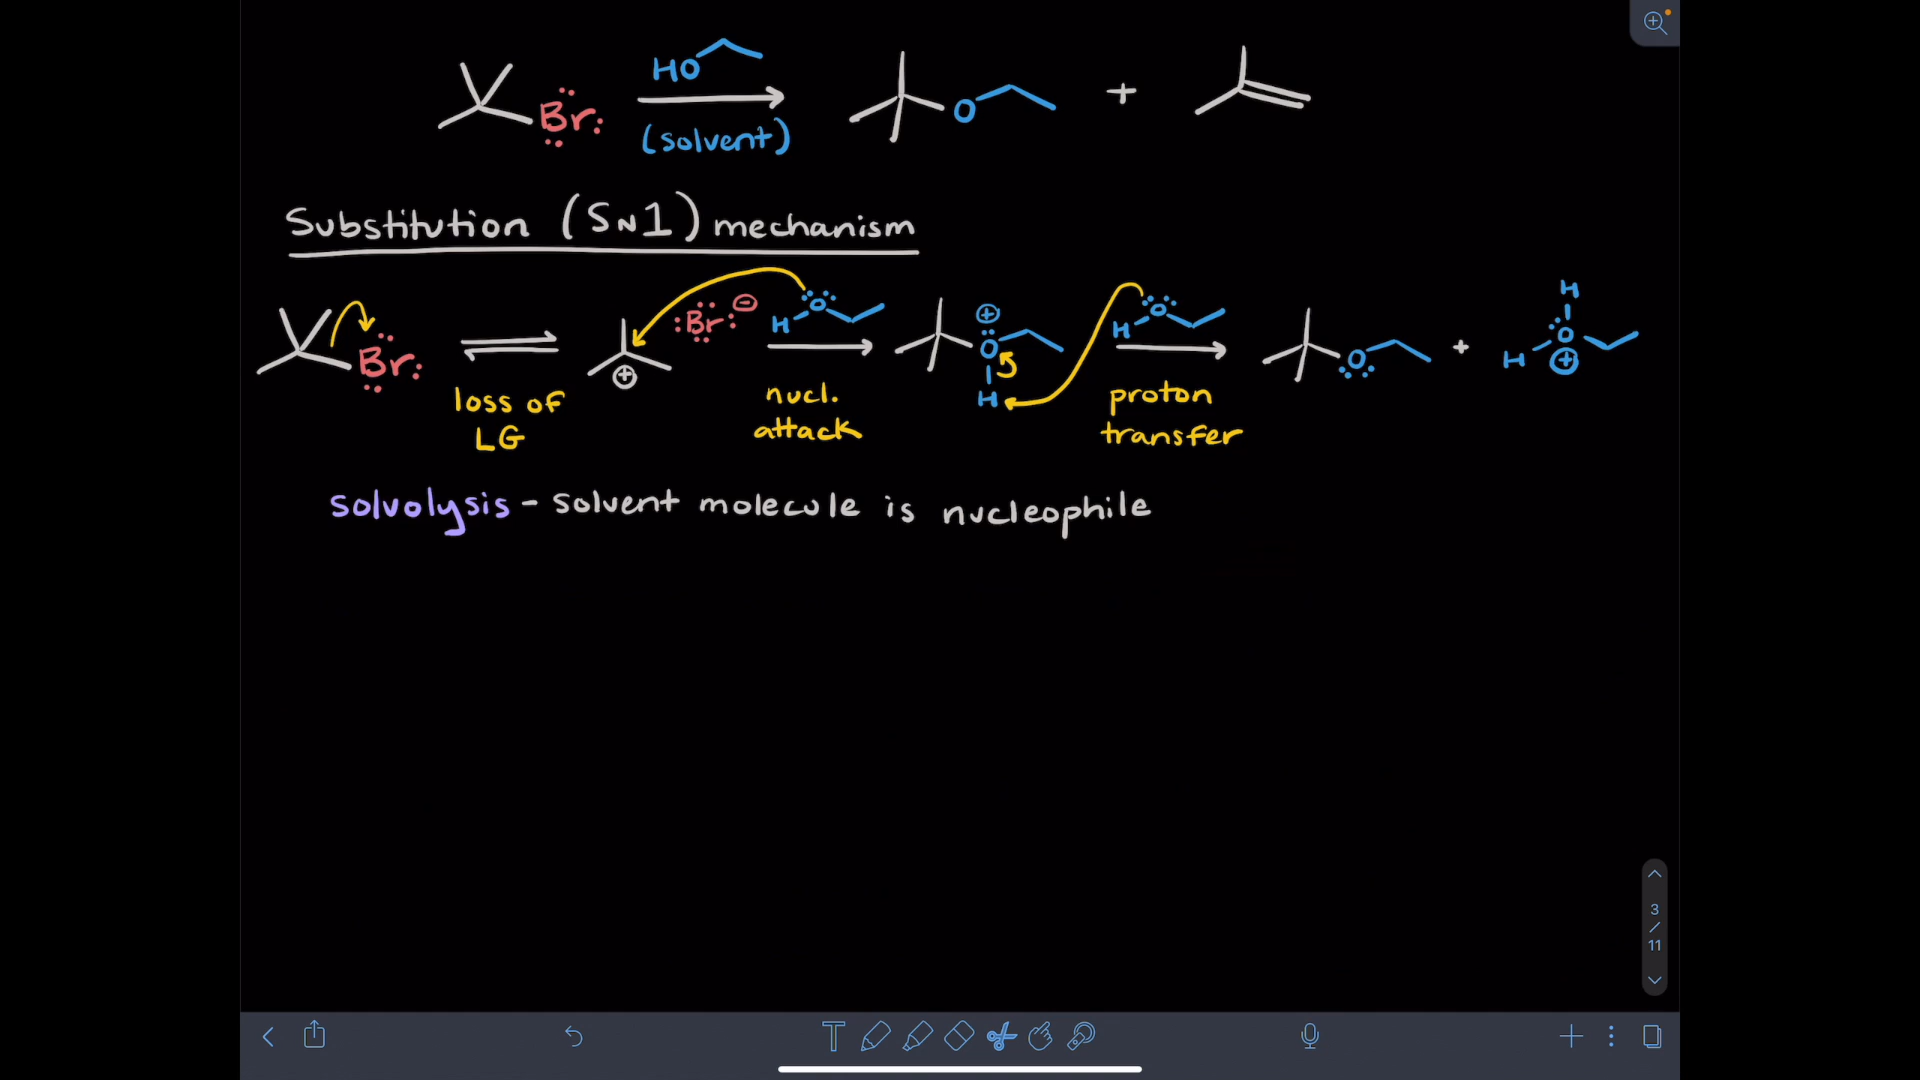 HO
Br
(solvent)
O
+
Substitution (SN1) mechanism
Br
loss of
LG
+
Br -
H O
nucl.
attack
+
O
H
H O
proton
transfer
O
+
H
H O
+
solvolysis - solvent molecule is nucleophile
3
/
11
T